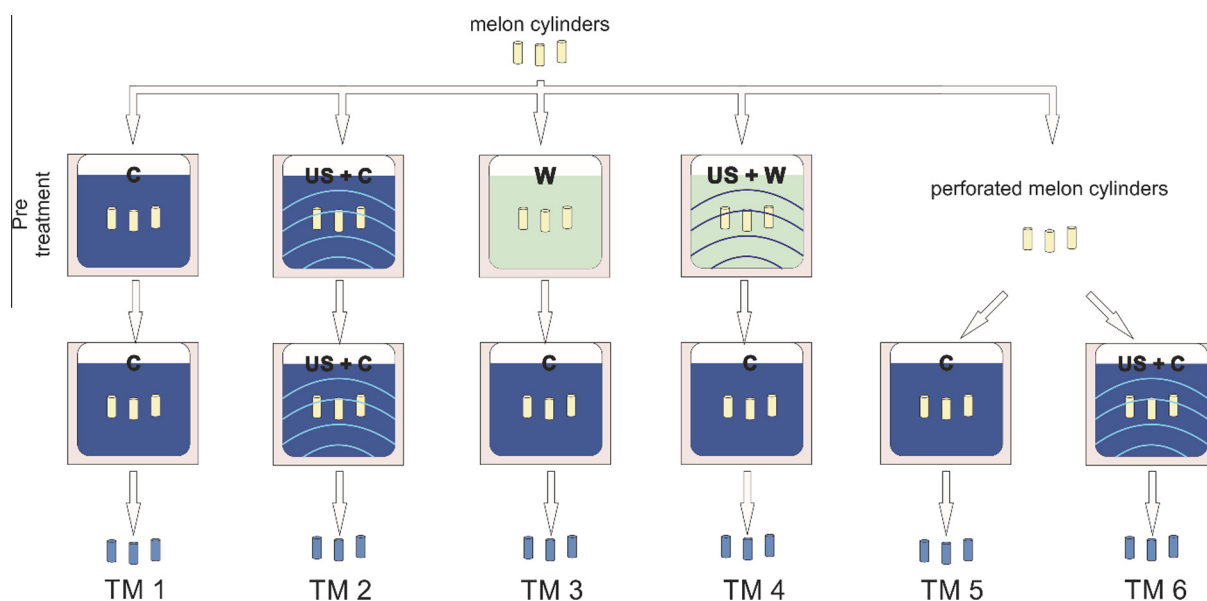 melon cylinders
Pre
treatment
C
US + C
W
US + W
perforated melon cylinders
C
US + C
C
C
C
US + C
TM 1
TM 2
TM 3
TM 4
TM 5
TM 6